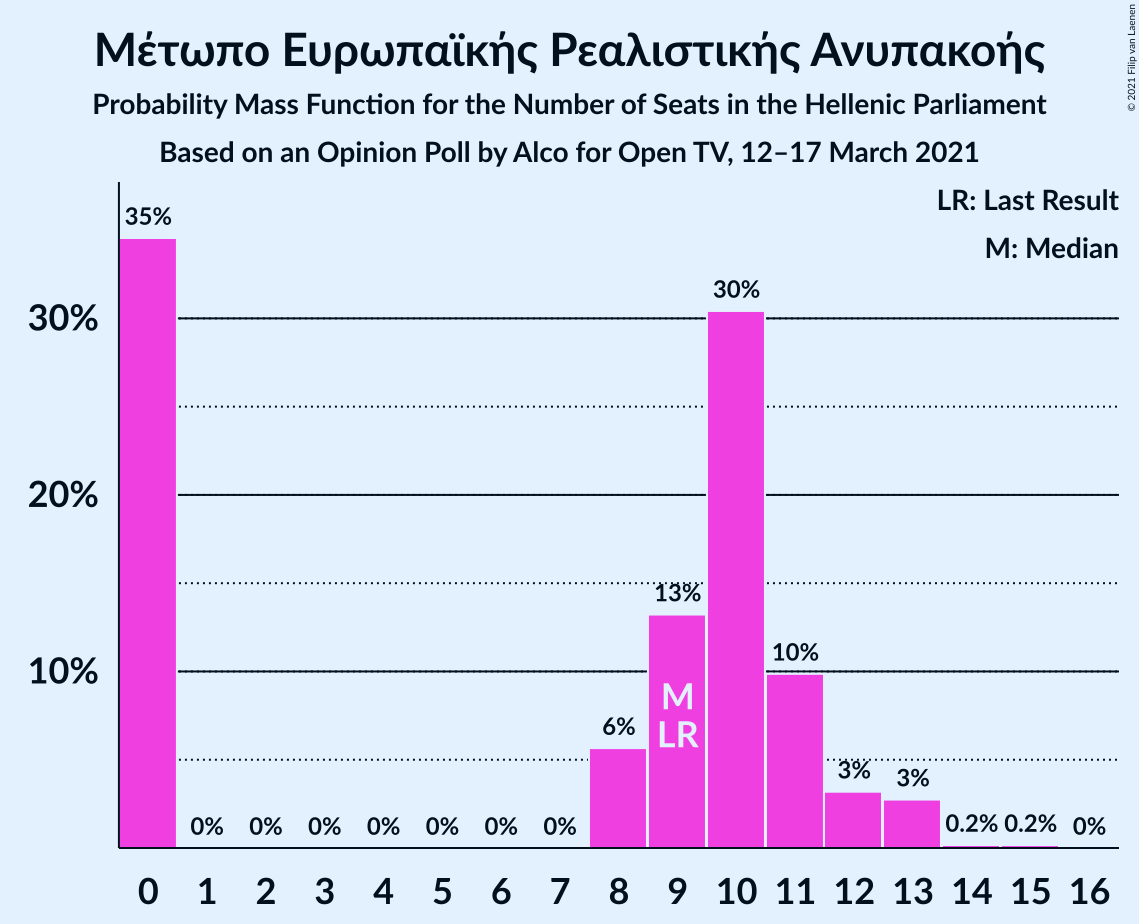 Μέτωπο Ευρωπαϊκής Ρεαλιστικής Ανυπακοής
Probability Mass Function for the Number of Seats in the Hellenic Parliament
Based on an Opinion Poll by Alco for Open TV, 12–17 March 2021
© 2021 Filip van Laenen
LR: Last Result
M: Median
30%
20%
10%
35%
0%
0%
0%
0%
0%
0%
0%
6%
13%
30%
10%
3%
3%
0.2%
0.2%
0%
M
LR
0 1 2 3 4 5 6 7 8 9 10 11 12 13 14 15 16